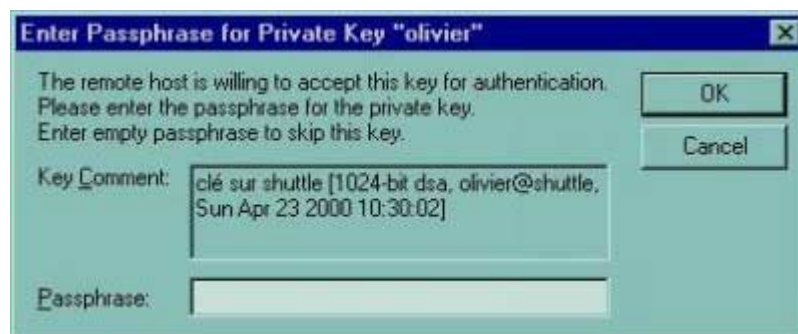 Enter Passphrase for Private Key "olivier"
The remote host is willing to accept this key for authentication.
Please enter the passphrase for the private key.
Enter empty passphrase to skip this key.
OK
Cancel
Key Comment:
clé sur shuttle [1024-bit dsa, olivier@shuttle,
Sun Apr 23 2000 10:30:02]
Passphrase: